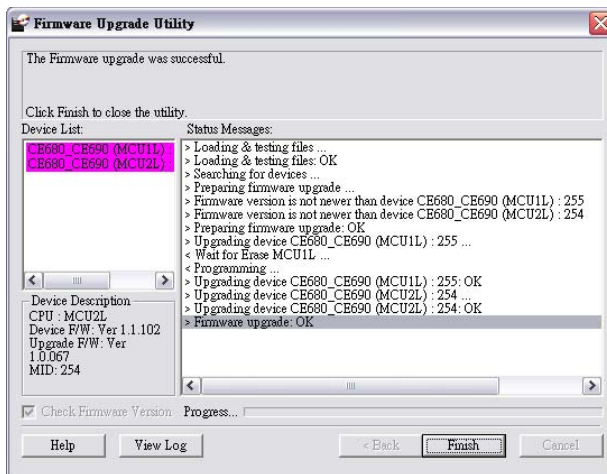 Firmware Upgrade Utility
The Firmware upgrade was successful.
Click Finish to close the utility.
Device List:
CE680_CE690 (MCU1L) :
CE680_CE690 (MCU2L) :
Status Messages:
> Loading & testing files ...
> Loading & testing files: OK
> Searching for devices ...
> Preparing firmware upgrade ...
> Firmware version is not newer than device CE680_CE690 (MCU1L) : 255
> Firmware version is not newer than device CE680_CE690 (MCU2L) : 254
> Preparing firmware upgrade: OK
> Upgrading device CE680_CE690 (MCU1L) : 255 ...
< Wait for Erase MCU1L ...
< Programming ...
> Upgrading device CE680_CE690 (MCU1L) : 255: OK
> Upgrading device CE680_CE690 (MCU2L) : 254 ...
> Upgrading device CE680_CE690 (MCU2L) : 254: OK
> Firmware upgrade: OK
Device Description
CPU : MCU2L
Device F/W: Ver 1.1.102
Upgrade F/W: Ver
1.0.067
MID: 254
Check Firmware Version
Progress...
Help
View Log
< Back
Finish
Cancel